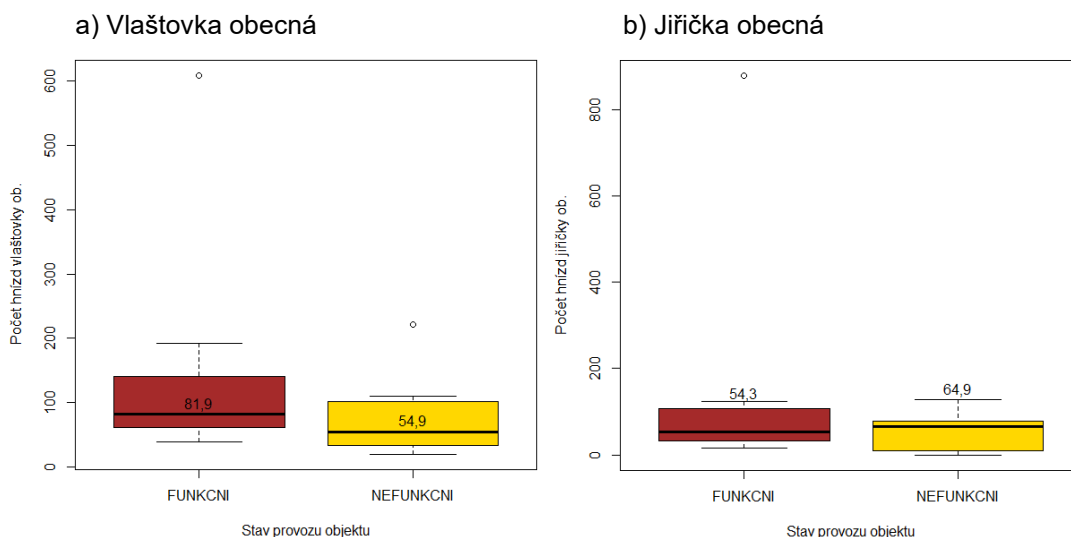 a) Vlaštovka obecná
Počet hnízd vlaštovky ob.
600
500
400
300
200
100
0
81,9
54,9
FUNKCNI
NEFUNKCNI
Stav provozu objektu
b) Jiřička obecná
Počet hnízd jiřičky ob.
800
600
400
200
0
54,3
64,9
FUNKCNI
NEFUNKCNI
Stav provozu objektu